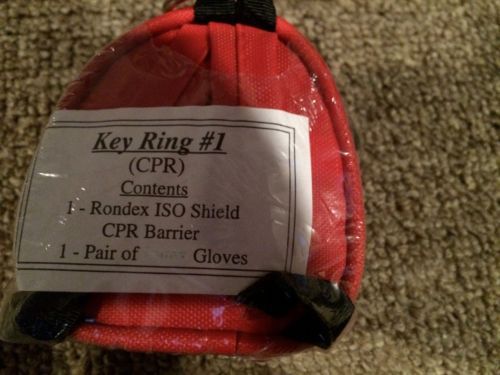 Key Ring #1
(CPR)
Contents
1 - Rondex ISO Shield
CPR Barrier
1 - Pair of Gloves